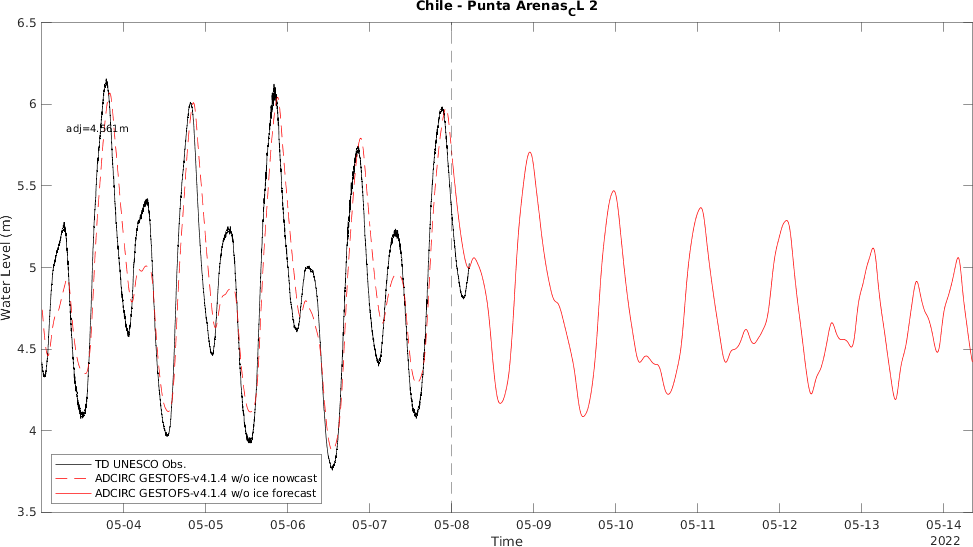 Chile - Punta Arenas_CL 2
6.5
6
5.5
5
4.5
4
3.5
Water Level (m)
adj=4.561m
TD UNESCO Obs.
ADCIRC GESTOFS-v4.1.4 w/o ice nowcast
ADCIRC GESTOFS-v4.1.4 w/o ice forecast
05-04 05-05 05-06 05-07 05-08 05-09 05-10 05-11 05-12 05-13 05-14
Time
2022